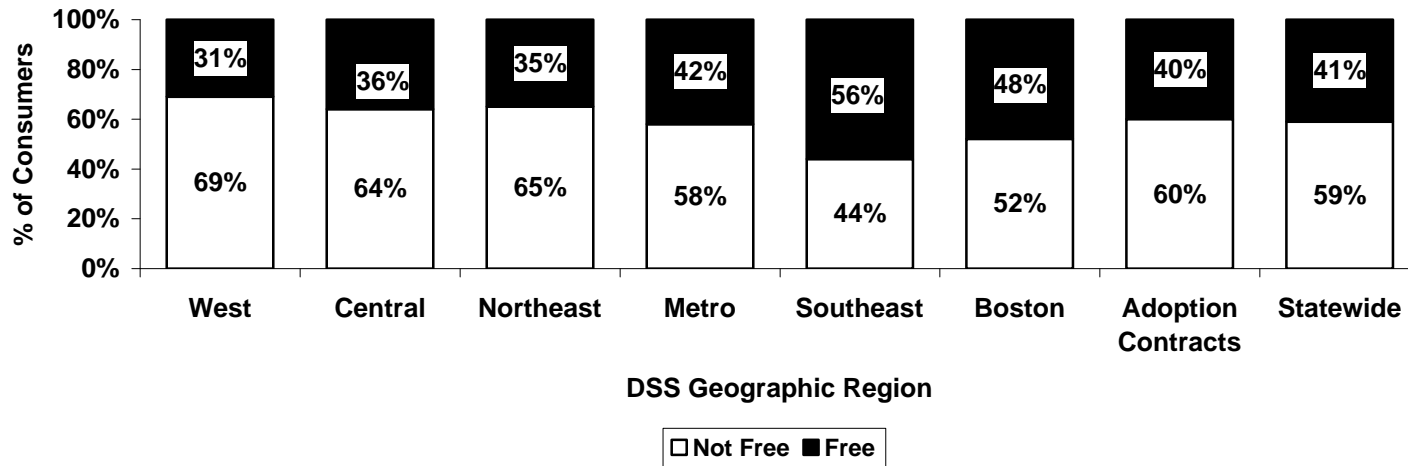 100%
80%
60%
40%
20%
0%
% of Consumers
31% 36% 35% 42% 56% 48% 40% 41%
69% 64% 65% 58% 44% 52% 60% 59%
West Central Northeast Metro Southeast Boston Adoption Statewide
Contracts
DSS Geographic Region
Not Free Free